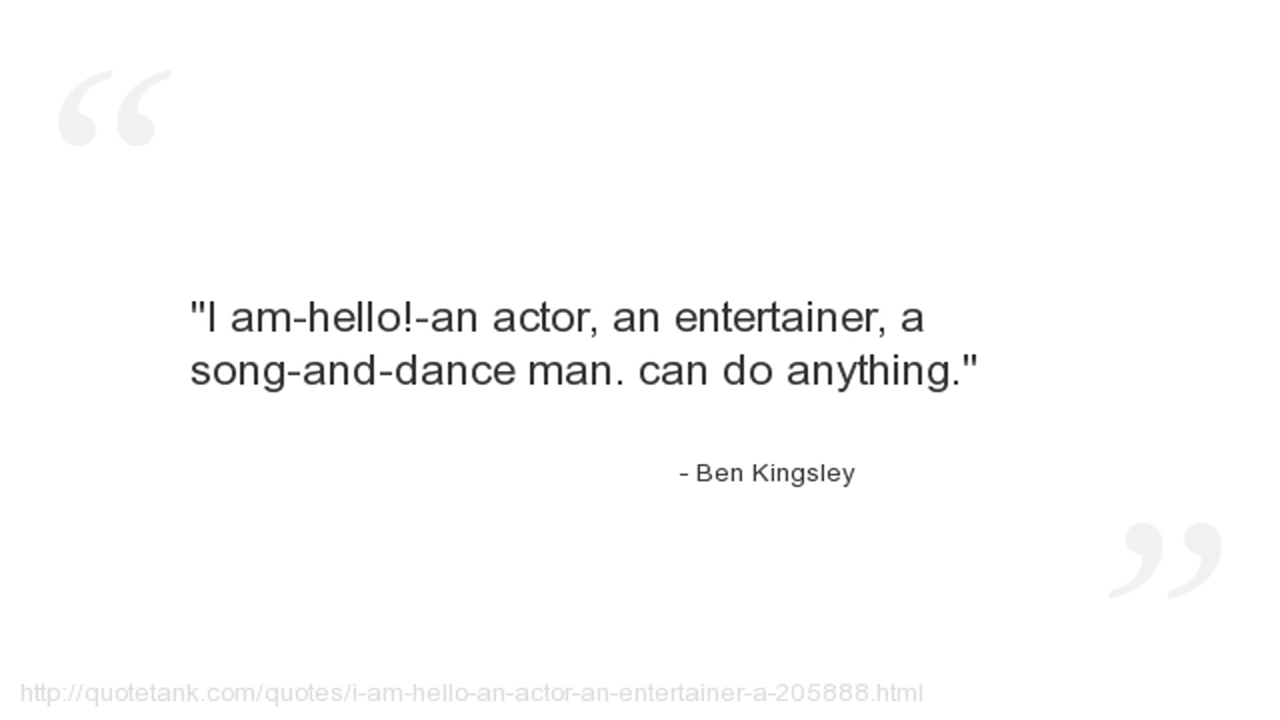 "I am-hello!-an actor, an entertainer, a
song-and-dance man. can do anything."
- Ben Kingsley
http://quotetank.com/quotes/i-am-hello-an-actor-an-entertainer-a-205888.html